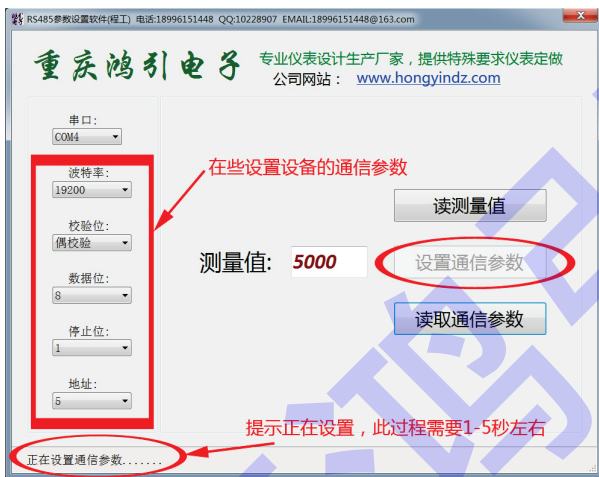 RS485参数设置软件(程工) 电话:18996151448 QQ:10228907 EMAIL:18996151448@163.com
重庆鸿引电子
专业仪表设计生产厂家，提供特殊要求仪表定做
公司网站： www.hongyindz.com
串口:
COM4
波特率:
19200
校验位:
偶校验
数据位:
8
停止位:
1
地址:
5
在些设置设备的通信参数
读测量值
测量值: 5000
设置通信参数
读取通信参数
提示正在设置，此过程需要1-5秒左右
正在设置通信参数.......
鸿引